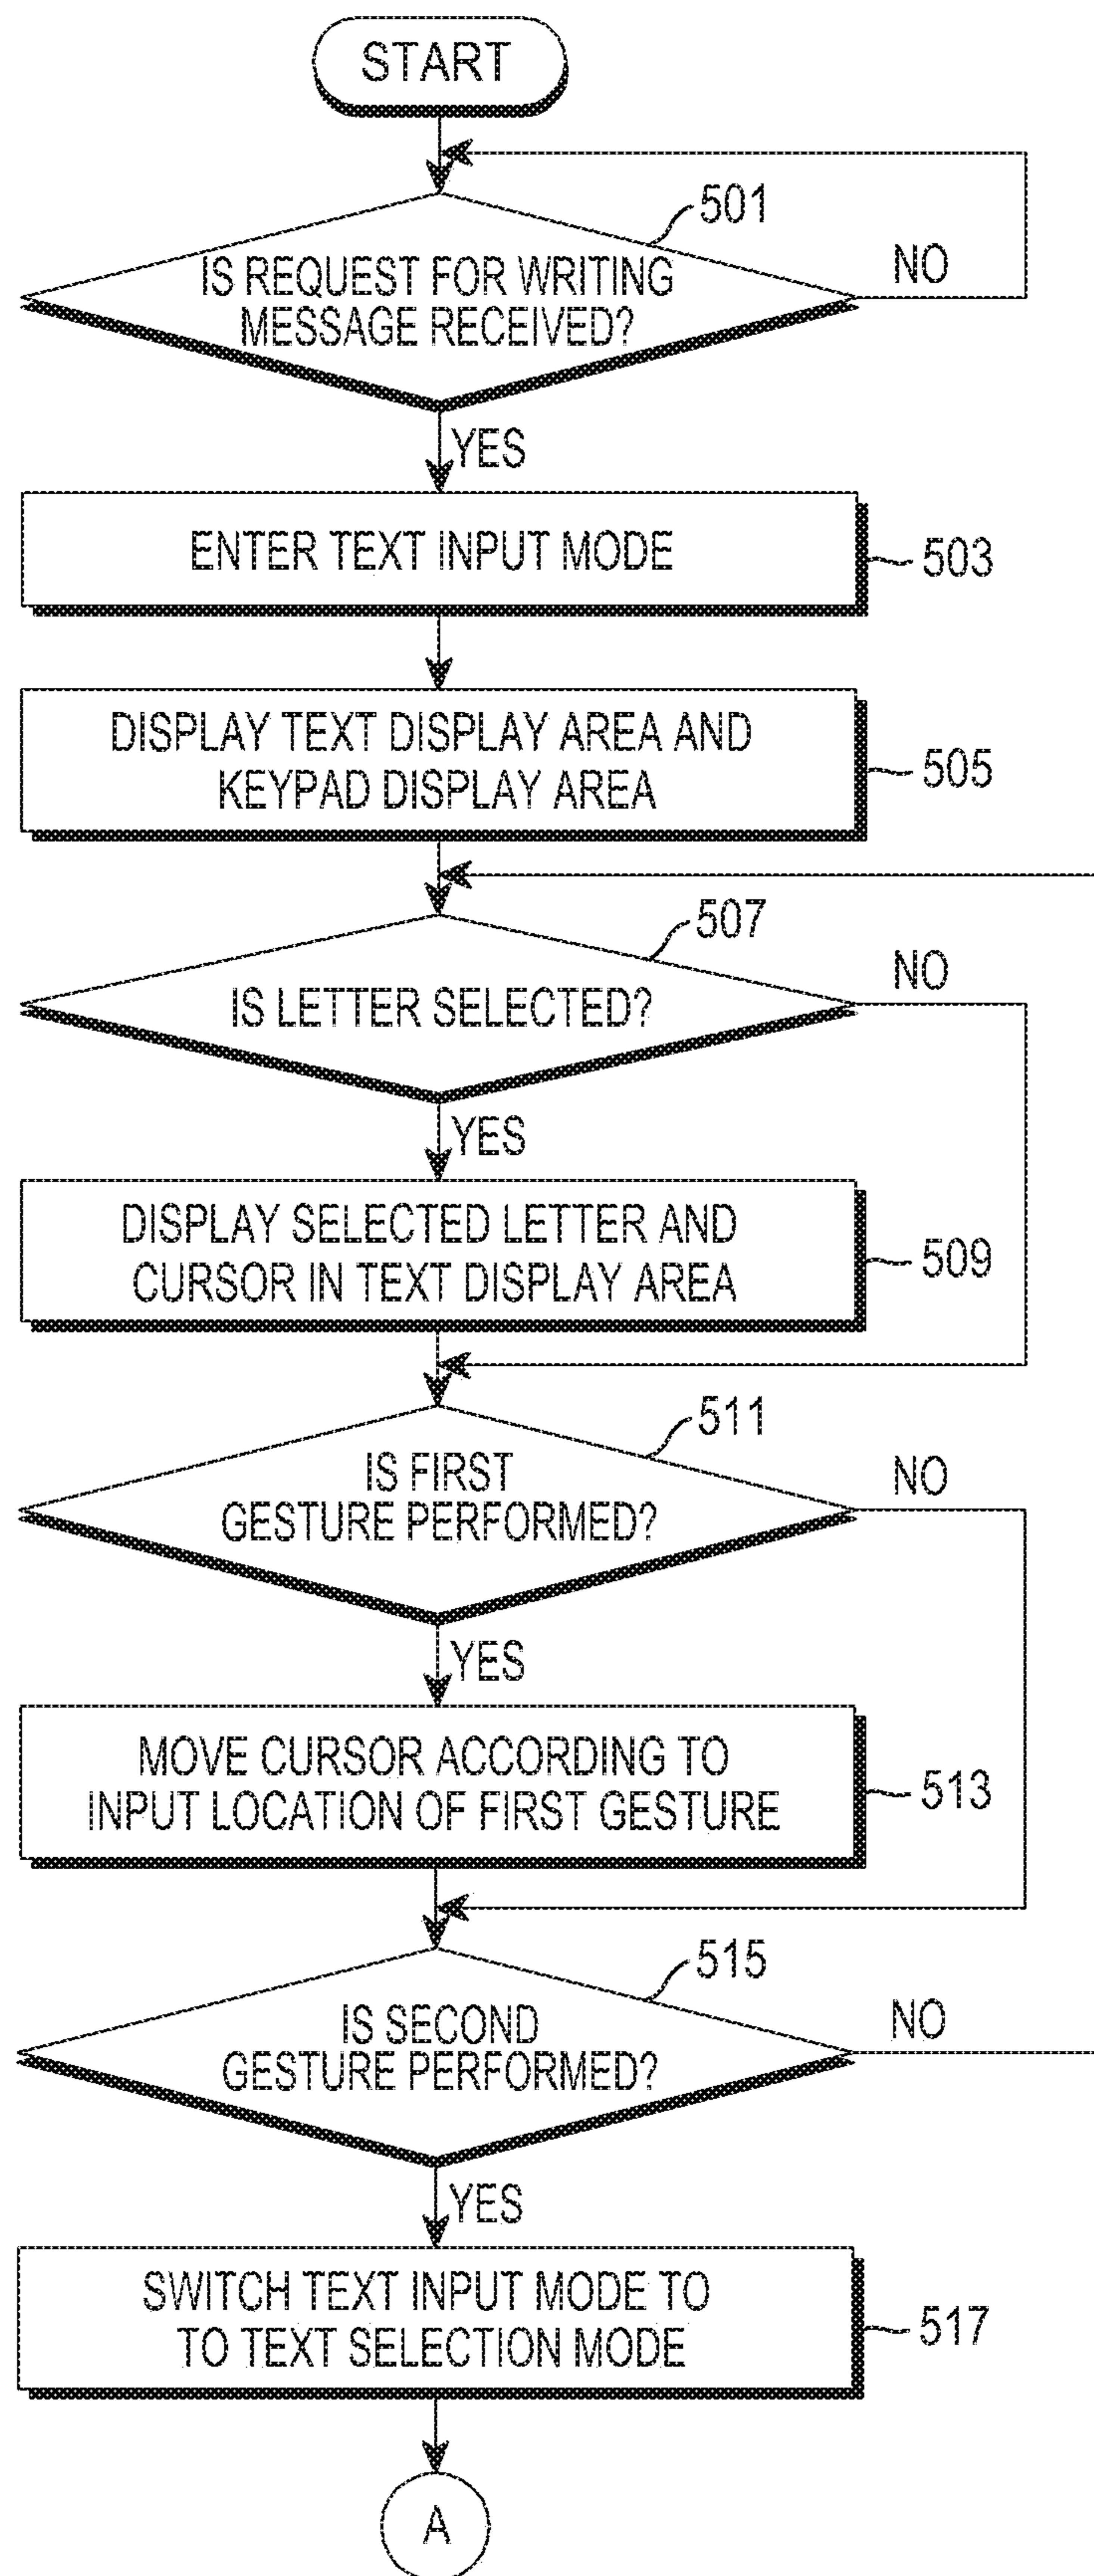 START
501
IS REQUEST FOR WRITING
MESSAGE RECEIVED?
NO
YES
ENTER TEXT INPUT MODE
503
DISPLAY TEXT DISPLAY AREA AND
KEYPAD DISPLAY AREA
505
507
IS LETTER SELECTED?
NO
YES
DISPLAY SELECTED LETTER AND
CURSOR IN TEXT DISPLAY AREA
509
511
IS FIRST
GESTURE PERFORMED?
NO
YES
MOVE CURSOR ACCORDING TO
INPUT LOCATION OF FIRST GESTURE
513
515
IS SECOND
GESTURE PERFORMED?
NO
YES
SWITCH TEXT INPUT MODE TO
TO TEXT SELECTION MODE
517
A